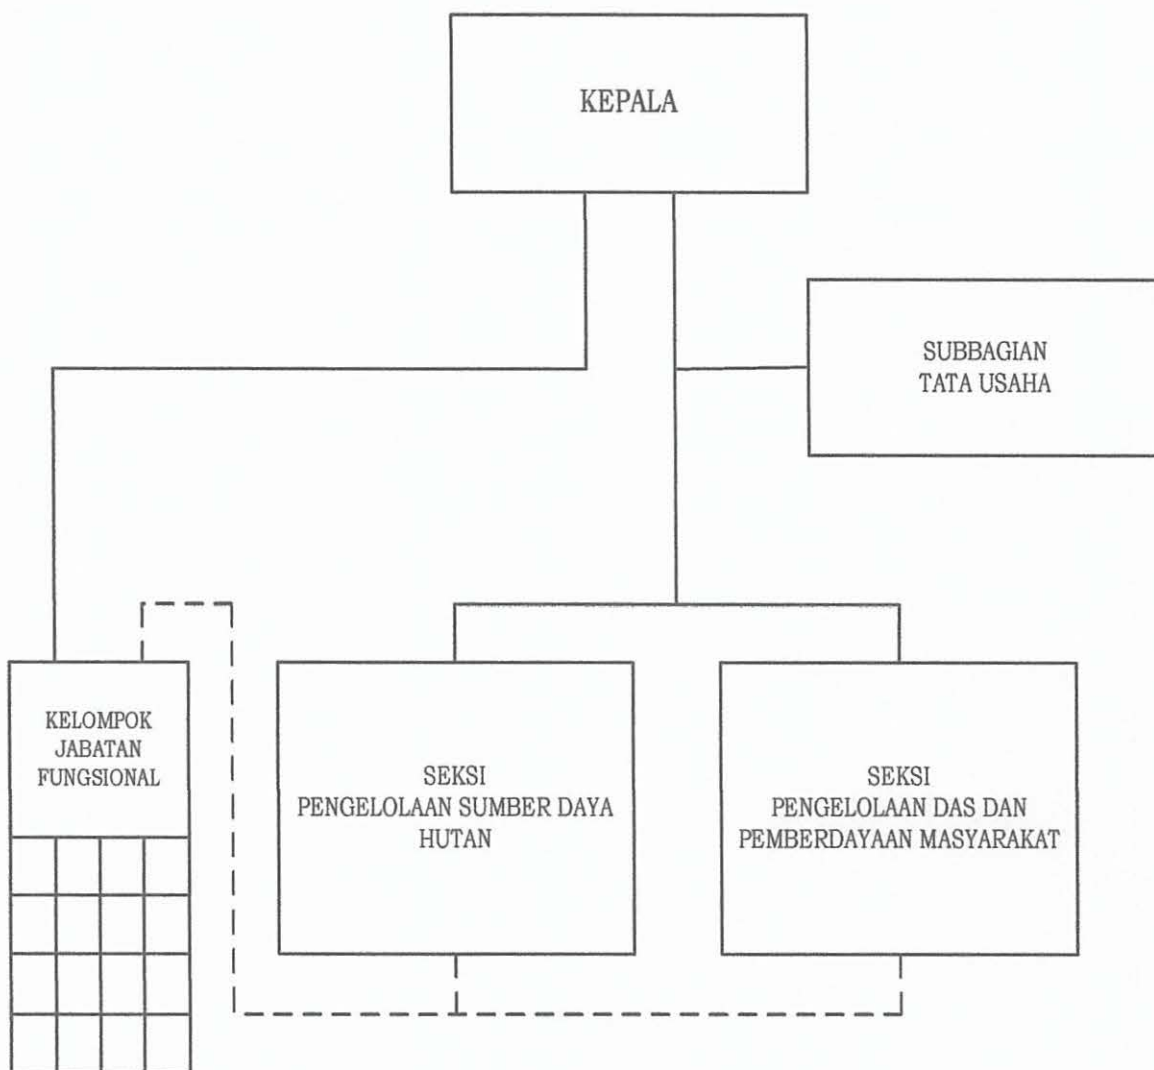 KEPALA
SUBBAGIAN
TATA USAHA
KELOMPOK
JABATAN
FUNGSIONAL
SEKSI
PENGELOLAAN SUMBER DAYA
HUTAN
SEKSI
PENGELOLAAN DAS DAN
PEMBERDAYAAN MASYARAKAT